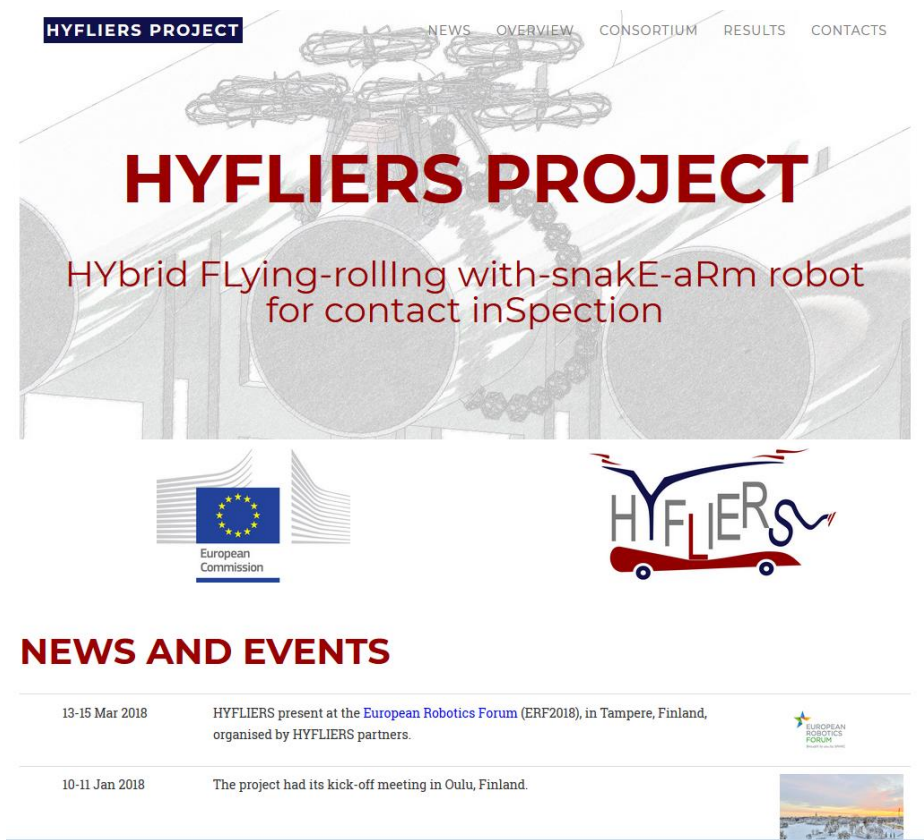 HYFLIERS PROJECT
NEWS OVERVIEW CONSORTIUM RESULTS CONTACTS
HYFLIERS PROJECT
HYbrid FLying-rollIng with-snakE-aRm robot
for contact inSpection
European
Commission
HYFLIERS
NEWS AND EVENTS
13-15 Mar 2018
HYFLIERS present at the European Robotics Forum (ERF2018), in Tampere, Finland,
organised by HYFLIERS partners.
EUROPEAN
ROBOTICS
FORUM
10-11 Jan 2018
The project had its kick-off meeting in Oulu, Finland.